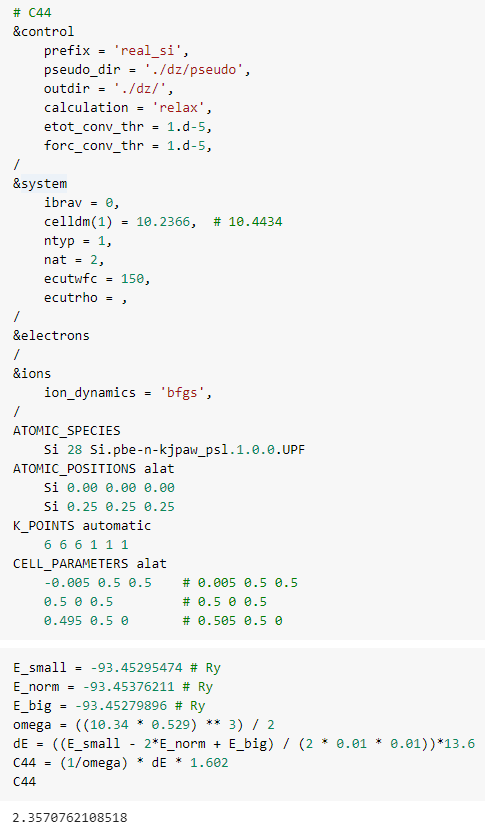 # C44
&control
    prefix = 'real_si',
    pseudo_dir = './dz/pseudo',
    outdir = './dz/',
    calculation = 'relax',
    etot_conv_thr = 1.d-5,
    forc_conv_thr = 1.d-5,
/
&system
    ibrav = 0,
    celldm(1) = 10.2366,  # 10.4434
    ntyp = 1,
    nat = 2,
    ecutwfc = 150,
    ecutrho = ,
/
&electrons
/
&ions
    ion_dynamics = 'bfgs',
/
ATOMIC_SPECIES
    Si 28 Si.pbe-n-kjpaw_psl.1.0.0.UPF
ATOMIC_POSITIONS alat
    Si 0.00 0.00 0.00
    Si 0.25 0.25 0.25
K_POINTS automatic
    6 6 6 1 1 1
CELL_PARAMETERS alat
    -0.005 0.5 0.5    # 0.005 0.5 0.5
    0.5 0 0.5         # 0.5 0 0.5
    0.495 0.5 0       # 0.505 0.5 0
E_small = -93.45295474 # Ry
E_norm = -93.45376211 # Ry
E_big = -93.45279896 # Ry
omega = ((10.34 * 0.529) ** 3) / 2
dE = ((E_small - 2*E_norm + E_big) / (2 * 0.01 * 0.01))*13.6
C44 = (1/omega) * dE * 1.602
C44
2.3570762108518